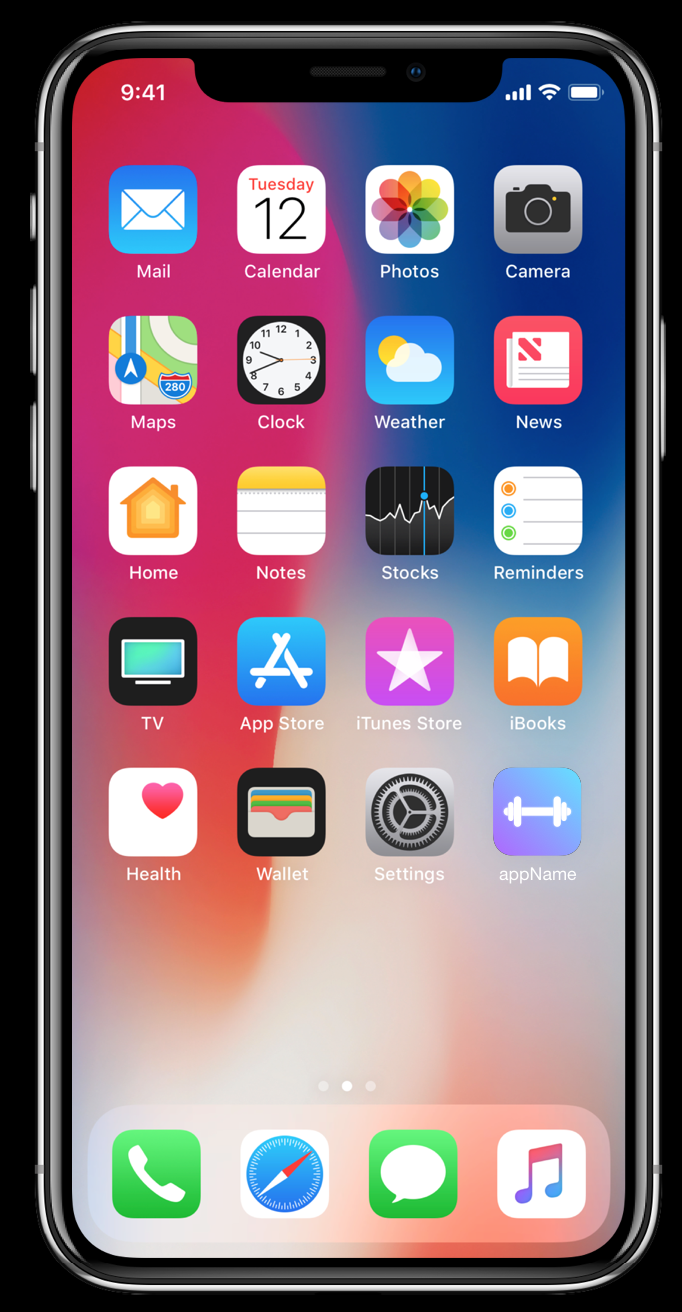 9:41
Tuesday
12
Mail
Calendar
Photos
Camera
280
12
11
1
10
2
9
3
8
4
7
5
6
Maps
Clock
Weather
News
Home
Notes
Stocks
Reminders
TV
App Store
iTunes Store
iBooks
Health
Wallet
Settings
appName